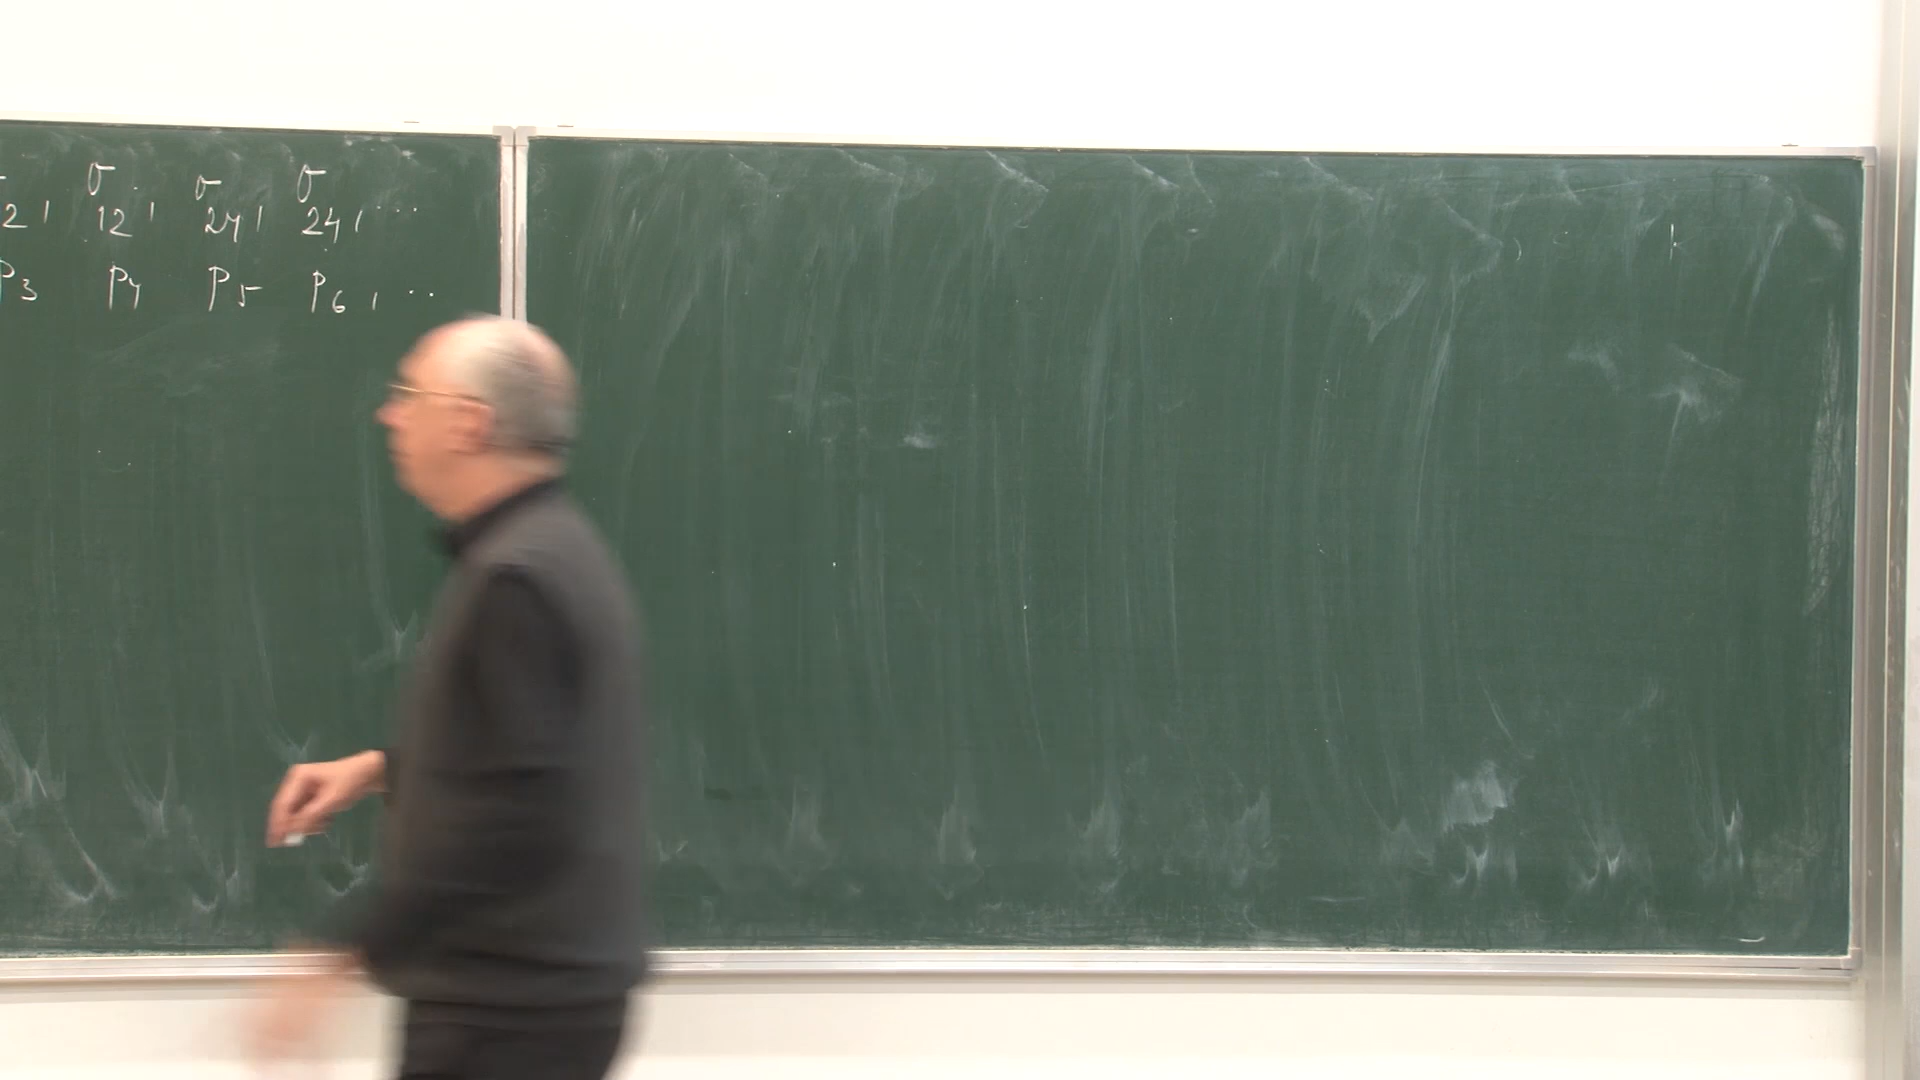 σ σ σ
2, 12, 24, 24, ...
P3 P4 P5 P6, ..